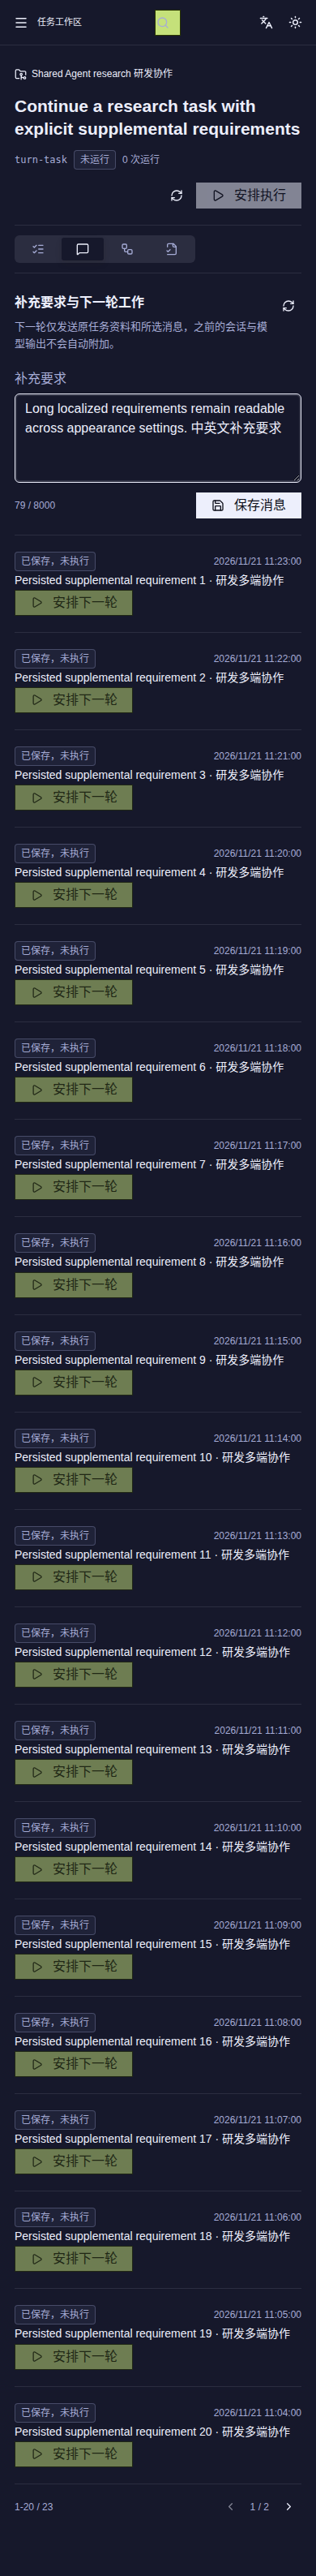 任务工作区
Shared Agent research 研发协作
Continue a research task with
explicit supplemental requirements
turn-task 未运行 0 次运行
安排执行
补充要求与下一轮工作
下一轮仅发送原任务资料和所选消息，之前的会话与模
型输出不会自动附加。
补充要求
Long localized requirements remain readable
across appearance settings. 中英文补充要求
79 / 8000
保存消息
已保存，未执行 2026/11/21 11:23:00
Persisted supplemental requirement 1 · 研发多端协作
安排下一轮
已保存，未执行 2026/11/21 11:22:00
Persisted supplemental requirement 2 · 研发多端协作
安排下一轮
已保存，未执行 2026/11/21 11:21:00
Persisted supplemental requirement 3 · 研发多端协作
安排下一轮
已保存，未执行 2026/11/21 11:20:00
Persisted supplemental requirement 4 · 研发多端协作
安排下一轮
已保存，未执行 2026/11/21 11:19:00
Persisted supplemental requirement 5 · 研发多端协作
安排下一轮
已保存，未执行 2026/11/21 11:18:00
Persisted supplemental requirement 6 · 研发多端协作
安排下一轮
已保存，未执行 2026/11/21 11:17:00
Persisted supplemental requirement 7 · 研发多端协作
安排下一轮
已保存，未执行 2026/11/21 11:16:00
Persisted supplemental requirement 8 · 研发多端协作
安排下一轮
已保存，未执行 2026/11/21 11:15:00
Persisted supplemental requirement 9 · 研发多端协作
安排下一轮
已保存，未执行 2026/11/21 11:14:00
Persisted supplemental requirement 10 · 研发多端协作
安排下一轮
已保存，未执行 2026/11/21 11:13:00
Persisted supplemental requirement 11 · 研发多端协作
安排下一轮
已保存，未执行 2026/11/21 11:12:00
Persisted supplemental requirement 12 · 研发多端协作
安排下一轮
已保存，未执行 2026/11/21 11:11:00
Persisted supplemental requirement 13 · 研发多端协作
安排下一轮
已保存，未执行 2026/11/21 11:10:00
Persisted supplemental requirement 14 · 研发多端协作
安排下一轮
已保存，未执行 2026/11/21 11:09:00
Persisted supplemental requirement 15 · 研发多端协作
安排下一轮
已保存，未执行 2026/11/21 11:08:00
Persisted supplemental requirement 16 · 研发多端协作
安排下一轮
已保存，未执行 2026/11/21 11:07:00
Persisted supplemental requirement 17 · 研发多端协作
安排下一轮
已保存，未执行 2026/11/21 11:06:00
Persisted supplemental requirement 18 · 研发多端协作
安排下一轮
已保存，未执行 2026/11/21 11:05:00
Persisted supplemental requirement 19 · 研发多端协作
安排下一轮
已保存，未执行 2026/11/21 11:04:00
Persisted supplemental requirement 20 · 研发多端协作
安排下一轮
1-20 / 23 1 / 2